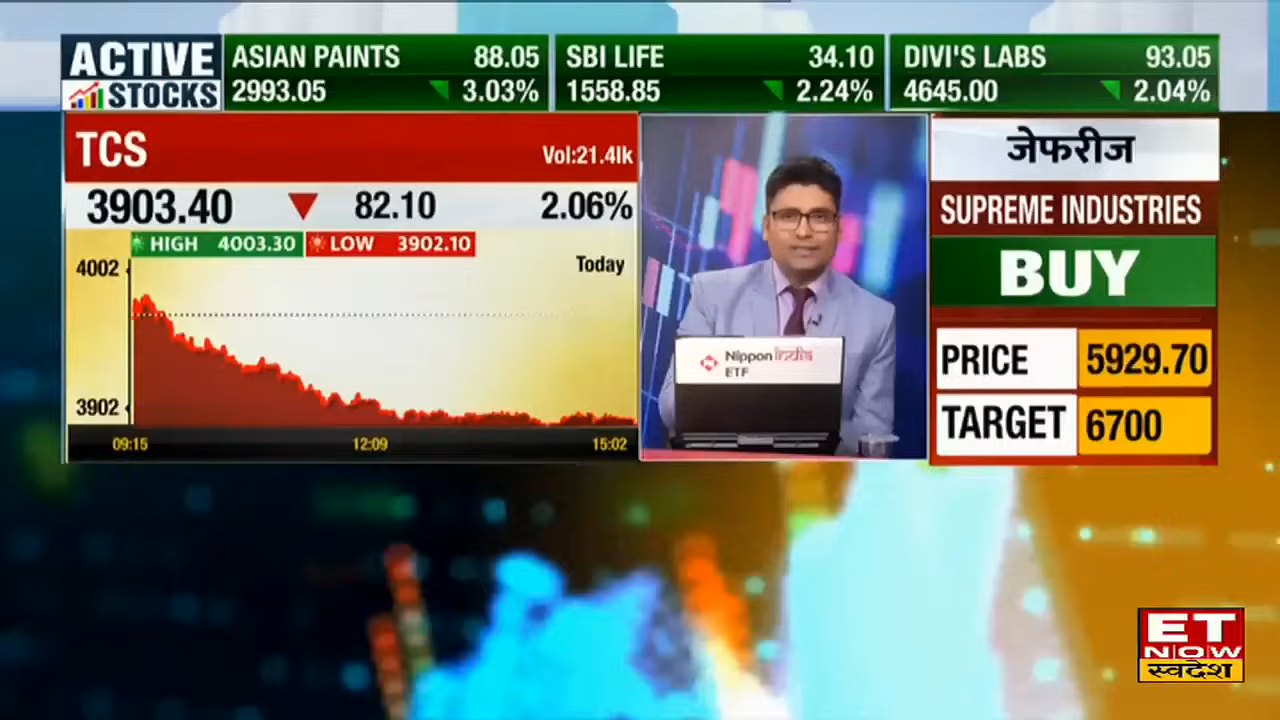 ACTIVE STOCKS
ASIAN PAINTS 88.05
2993.05 3.03%
SBI LIFE 34.10
1558.85 2.24%
DIVI'S LABS 93.05
4645.00 2.04%
TCS
Vol:21.4lk
3903.40 82.10 2.06%
HIGH 4003.30 LOW 3902.10
Today
4002
3902
09:15 12:09 15:02
Nippon India
ETF
जेफरीज
SUPREME INDUSTRIES
BUY
PRICE 5929.70
TARGET 6700
ET
NOW
स्वदेश